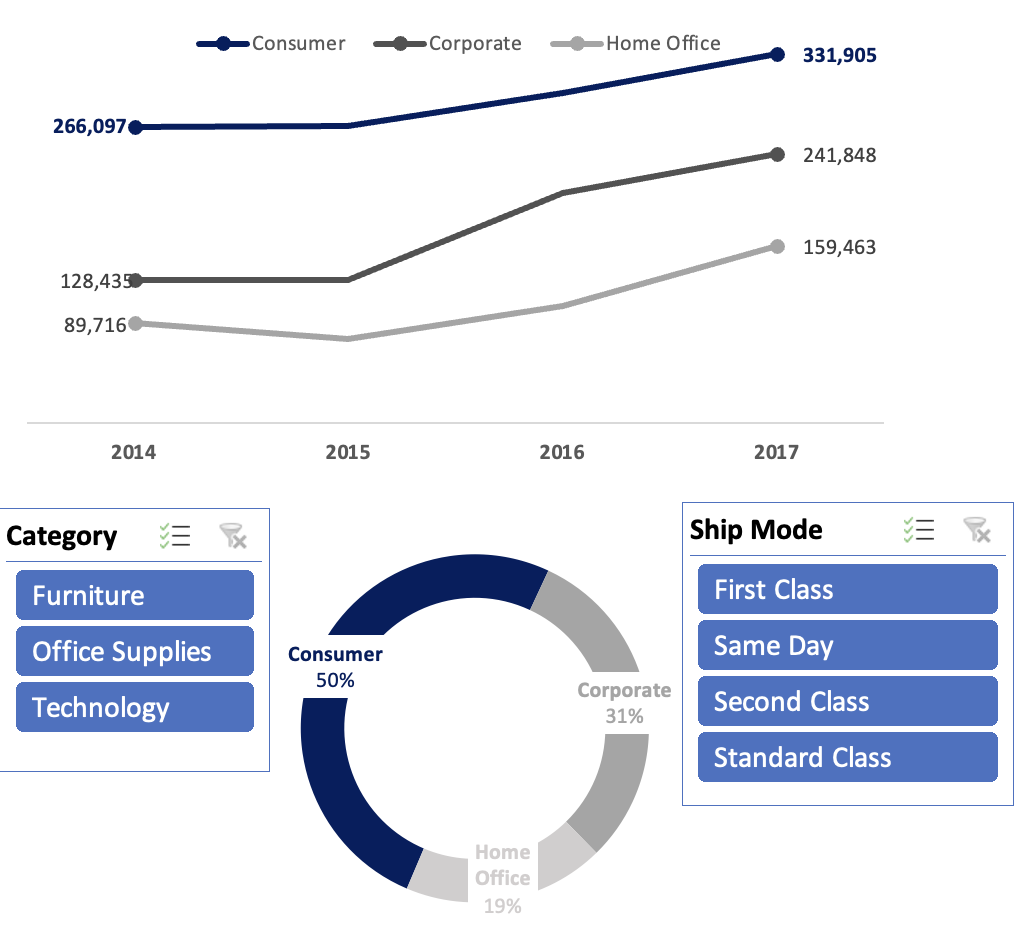 Consumer
Corporate
Home Office
331,905
266,097
241,848
159,463
128,435
89,716
2014
2015
2016
2017
Category
Furniture
Office Supplies
Technology
Consumer
50%
Corporate
31%
Home
Office
19%
Ship Mode
First Class
Same Day
Second Class
Standard Class